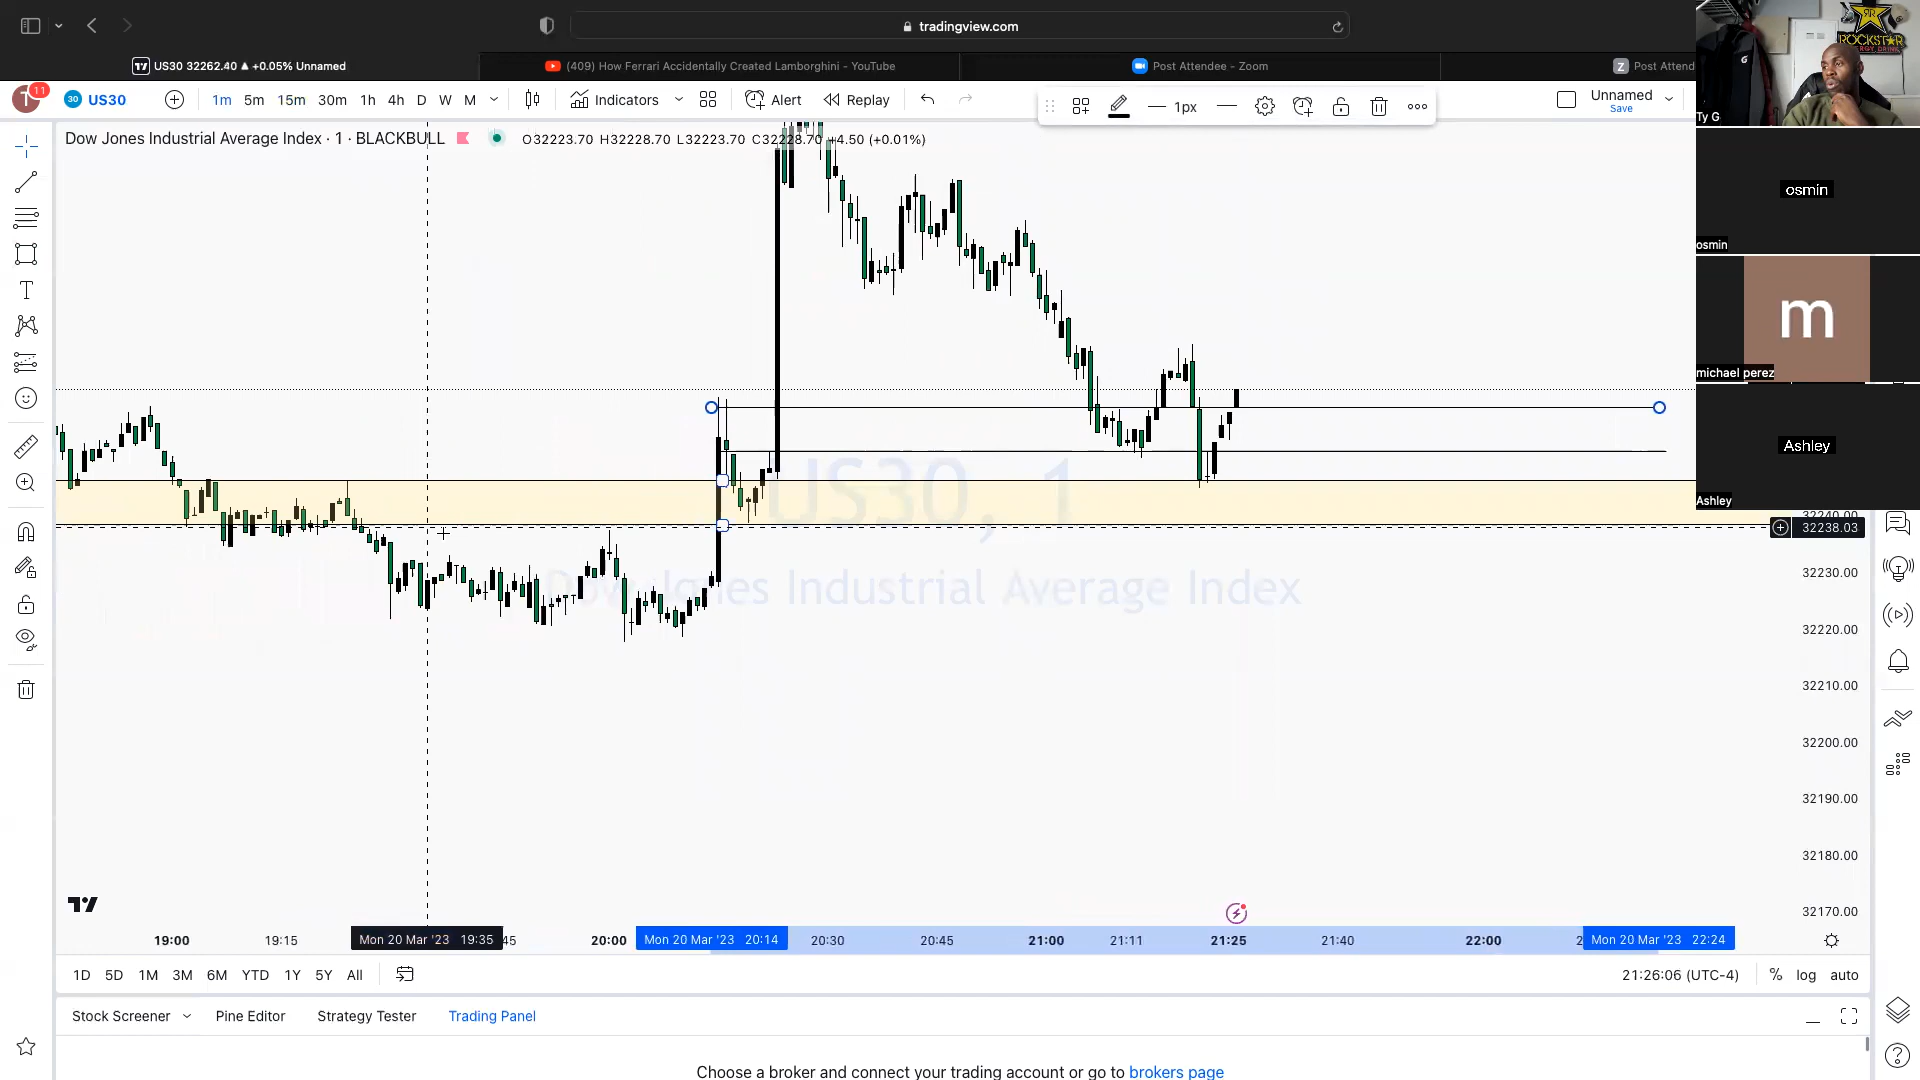 tradingview.com
US30 32262.40 ▲ +0.05% Unnamed
(409) How Ferrari Accidentally Created Lamborghini - YouTube
Post Attendee - Zoom
Z Post Attend
T 11 30 US30 1m 5m 15m 30m 1h 4h D W M Indicators Alert Replay 1px Unnamed
Save
Dow Jones Industrial Average Index · 1 · BLACKBULL O32223.70 H32228.70 L32223.70 C32228.70 +4.50 (+0.01%)
ROCKSTAR
ENERGY DRINK
Ty G
osmin
osmin
m
michael perez
Ashley
Ashley
US30, 1
Dow Jones Industrial Average Index
32240.00
32238.03
32230.00
32220.00
32210.00
32200.00
32190.00
32180.00
32170.00
19:00 19:15 Mon 20 Mar '23 19:35 45 20:00 Mon 20 Mar '23 20:14 20:30 20:45 21:00 21:11 21:25 21:40 22:00 2 Mon 20 Mar '23 22:24
1D 5D 1M 3M 6M YTD 1Y 5Y All 21:26:06 (UTC-4) % log auto
Stock Screener Pine Editor Strategy Tester Trading Panel
Choose a broker and connect your trading account or go to brokers page